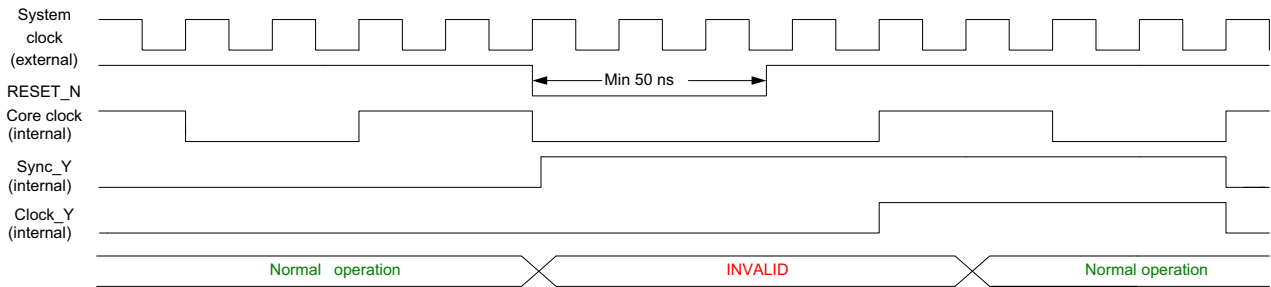 System
clock
(external)
RESET_N
Min 50 ns
Core clock
(internal)
Sync_Y
(internal)
Clock_Y
(internal)
Normal operation
INVALID
Normal operation